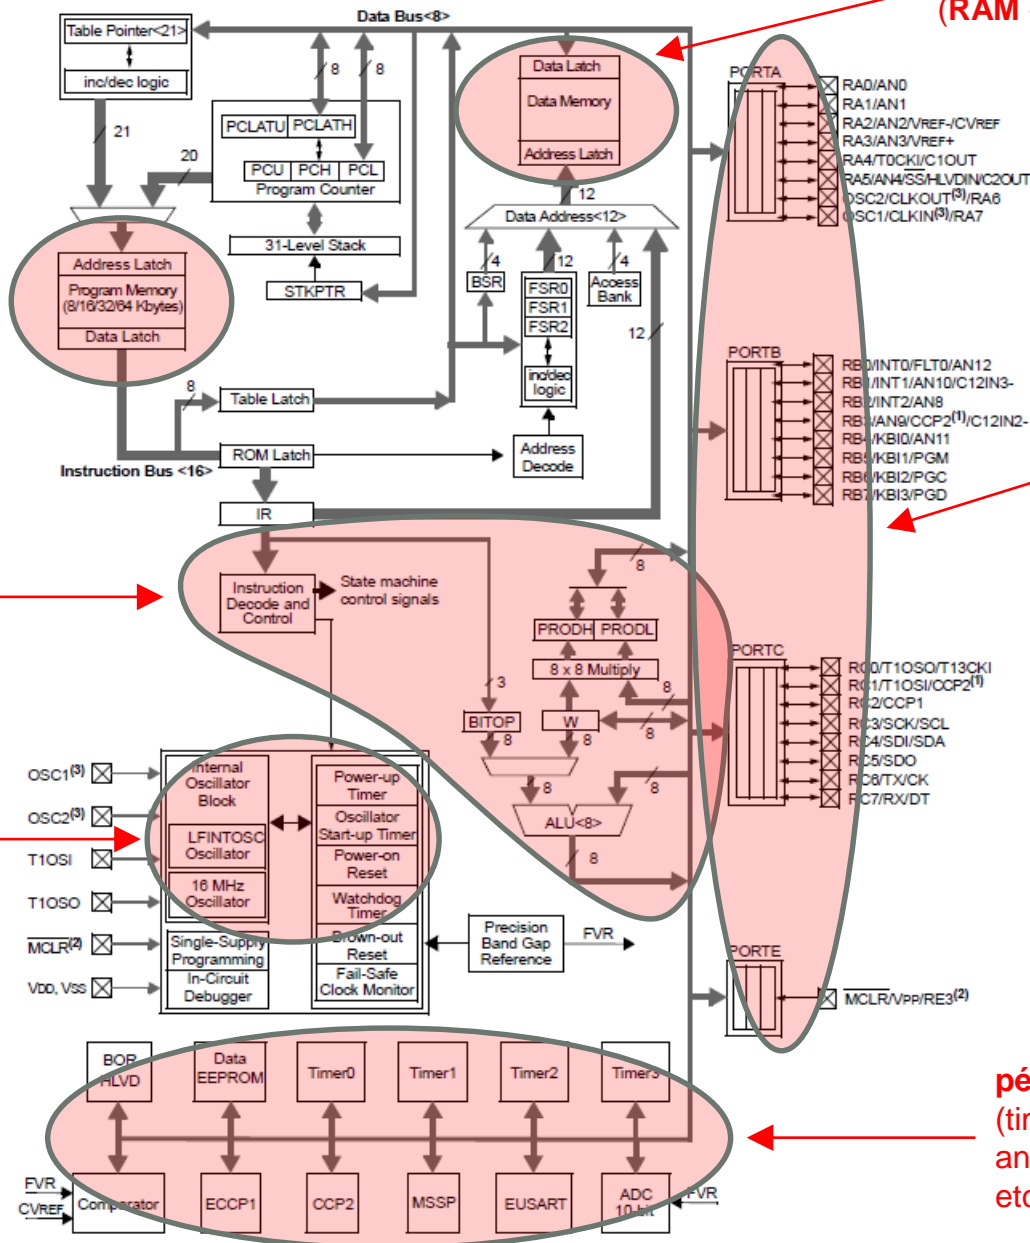 (RAM
Data Bus<8>
Table Pointer<21>
inc/dec logic
21
20
8
8
PCLATU PCLATH
PCU PCH PCL
Program Counter
31-Level Stack
STKPTR
Data Latch
Data Memory
Address Latch
12
Data Address<12>
4
12
4
BSR
FSR0
FSR1
FSR2
Access
Bank
inc/dec
logic
12
Address
Decode
Address Latch
Program Memory
(8/16/32/64 Kbytes)
Data Latch
8
Table Latch
Instruction Bus <16>
ROM Latch
IR
PORTA
RA0/AN0
RA1/AN1
RA2/AN2/VREF-/CVREF
RA3/AN3/VREF+
RA4/T0CKI/C1OUT
RA5/AN4/SS/HLVDIN/C2OUT
OSC2/CLKOUT(3)/RA6
OSC1/CLKIN(3)/RA7
PORTB
RB0/INT0/FLT0/AN12
RB1/INT1/AN10/C12IN3-
RB2/INT2/AN8
RB3/AN9/CCP2(1)/C12IN2-
RB4/KBI0/AN11
RB5/KBI1/PGM
RB6/KBI2/PGC
RB7/KBI3/PGD
Instruction
Decode and
Control
State machine
control signals
8
PRODH PRODL
8 x 8 Multiply
3
8
BITOP
W
8
8
8
8
8
ALU<8>
8
PORTC
RC0/T1OSO/T13CKI
RC1/T1OSI/CCP2(1)
RC2/CCP1
RC3/SCK/SCL
RC4/SDI/SDA
RC5/SDO
RC6/TX/CK
RC7/RX/DT
OSC1(3)
OSC2(3)
T1OSI
T1OSO
MCLR(2)
VDD, VSS
Internal
Oscillator
Block
LFINTOSC
Oscillator
16 MHz
Oscillator
Single-Supply
Programming
In-Circuit
Debugger
Power-up
Timer
Oscillator
Start-up Timer
Power-on
Reset
Watchdog
Timer
Brown-out
Reset
Fail-Safe
Clock Monitor
Precision
Band Gap
Reference
FVR
PORTE
MCLR/VPP/RE3(2)
BOR
HLVD
Data
EEPROM
Timer0
Timer1
Timer2
Timer3
FVR
CVREF
Comparator
ECCP1
CCP2
MSSP
EUSART
ADC
10-bit
FVR
pé
(tir
an
etc